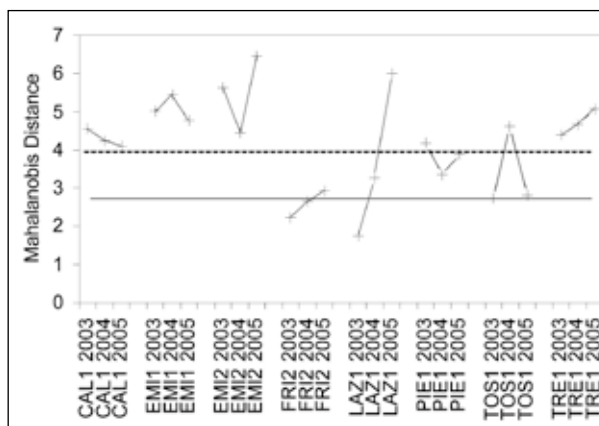 7
6
5
4
3
2
1
0
Mahalanobis Distance
CAL1 2003
CAL1 2004
CAL1 2005
EMI1 2003
EMI1 2004
EMI1 2005
EMI2 2003
EMI2 2004
EMI2 2005
FRI2 2003
FRI2 2004
FRI2 2005
LAZ1 2003
LAZ1 2004
LAZ1 2005
PIE1 2003
PIE1 2004
PIE1 2005
TOS1 2003
TOS1 2004
TOS1 2005
TRE1 2003
TRE1 2004
TRE1 2005